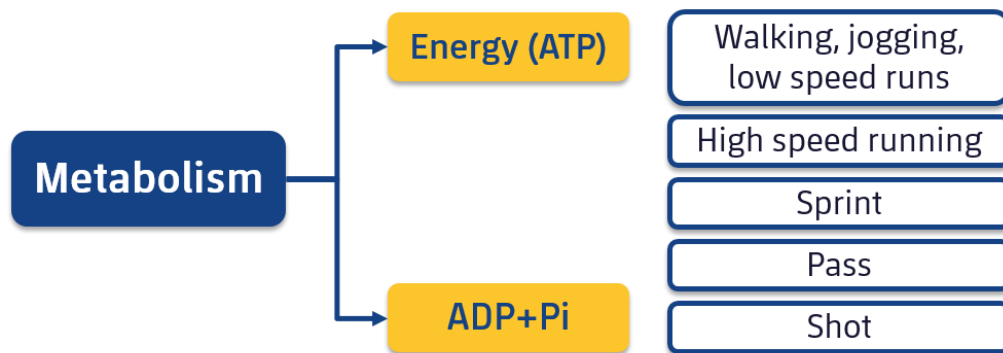 Metabolism
Energy (ATP)
ADP+Pi
Walking, jogging,
low speed runs
High speed running
Sprint
Pass
Shot